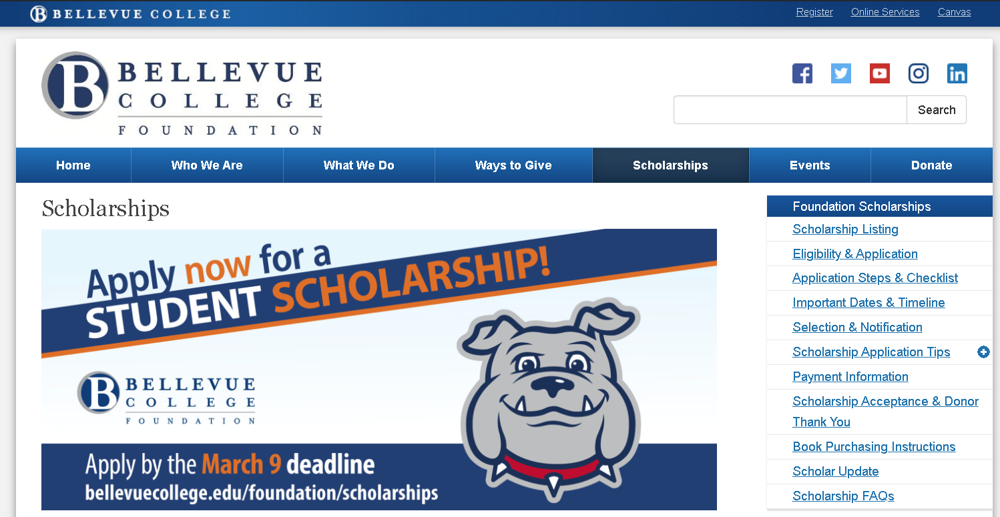 BELLEVUE COLLEGE
Register Online Services Canvas
BELLEVUE
COLLEGE
FOUNDATION
Search
Home Who We Are What We Do Ways to Give Scholarships Events Donate
Scholarships
Apply now for a
STUDENT SCHOLARSHIP!
BELLEVUE
COLLEGE
FOUNDATION
Apply by the March 9 deadline
bellevuecollege.edu/foundation/scholarships
Foundation Scholarships
Scholarship Listing
Eligibility & Application
Application Steps & Checklist
Important Dates & Timeline
Selection & Notification
Scholarship Application Tips
Payment Information
Scholarship Acceptance & Donor
Thank You
Book Purchasing Instructions
Scholar Update
Scholarship FAQs